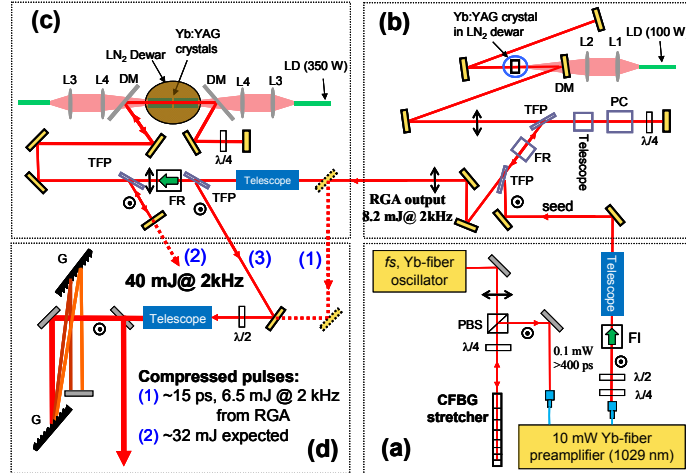 (c)
LN2 Dewar
Yb:YAG
crystals
L3
L4
DM
DM
L4
L3
LD (350 W)
λ/4
TFP
FR
TFP
Telescope
(2)
(3)
(1)
40 mJ@ 2kHz
(b)
Yb:YAG crystal
in LN2 dewar
L2
L1
LD (100 W)
DM
TFP
PC
FR
Telescope
λ/4
TFP
RGA output
8.2 mJ@ 2kHz
seed
G
G
Telescope
λ/2
Compressed pulses:
(1) ~15 ps, 6.5 mJ @ 2 kHz
from RGA
(2) ~32 mJ expected
(d)
fs, Yb-fiber
oscillator
PBS
λ/4
0.1 mW
>400 ps
CFBG
stretcher
Telescope
FI
λ/2
λ/4
(a)
10 mW Yb-fiber
preamplifier (1029 nm)